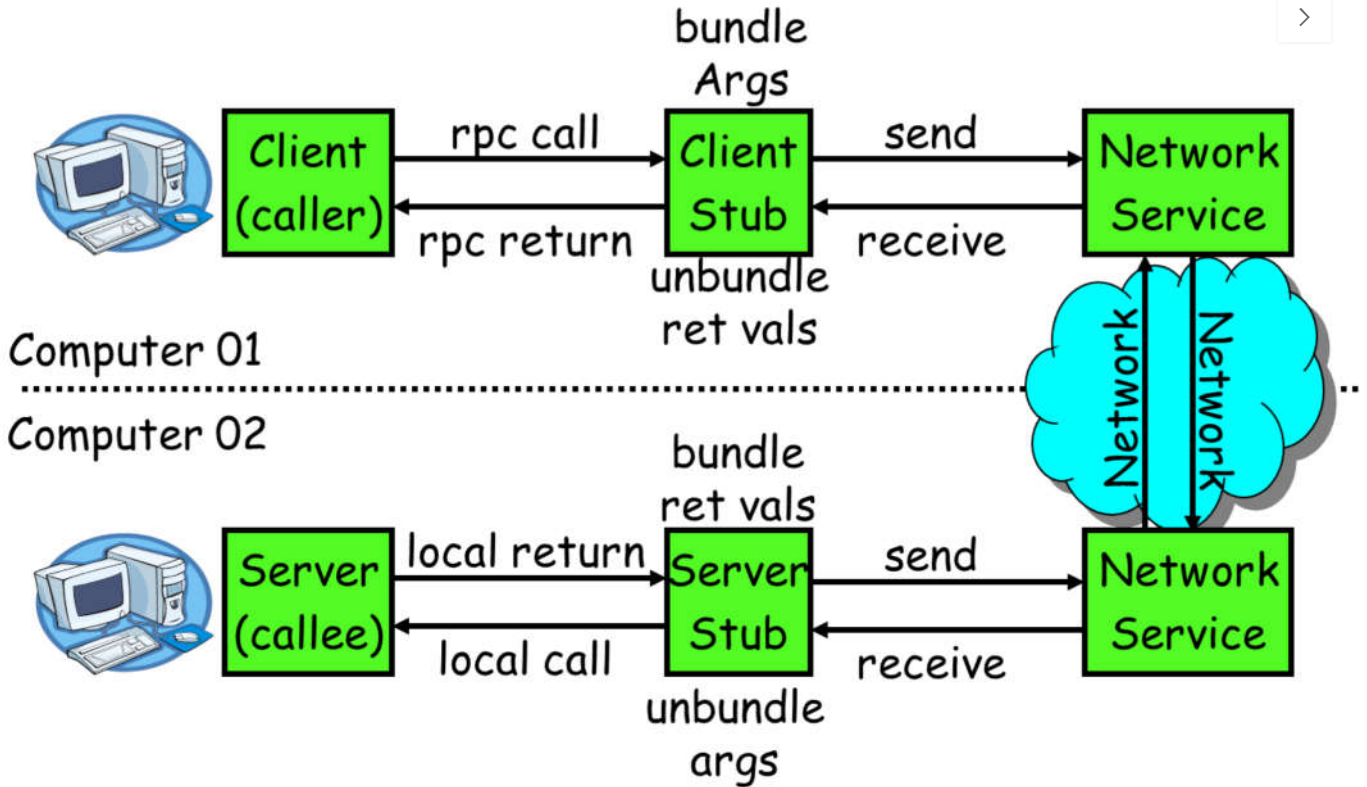 bundle
Args
Client
(caller)
rpc call
rpc return
Client
Stub
unbundle
ret vals
send
receive
Network
Service
Computer 01
Network
Network
Computer 02
bundle
ret vals
Server
(callee)
local return
local call
Server
Stub
unbundle
args
send
receive
Network
Service